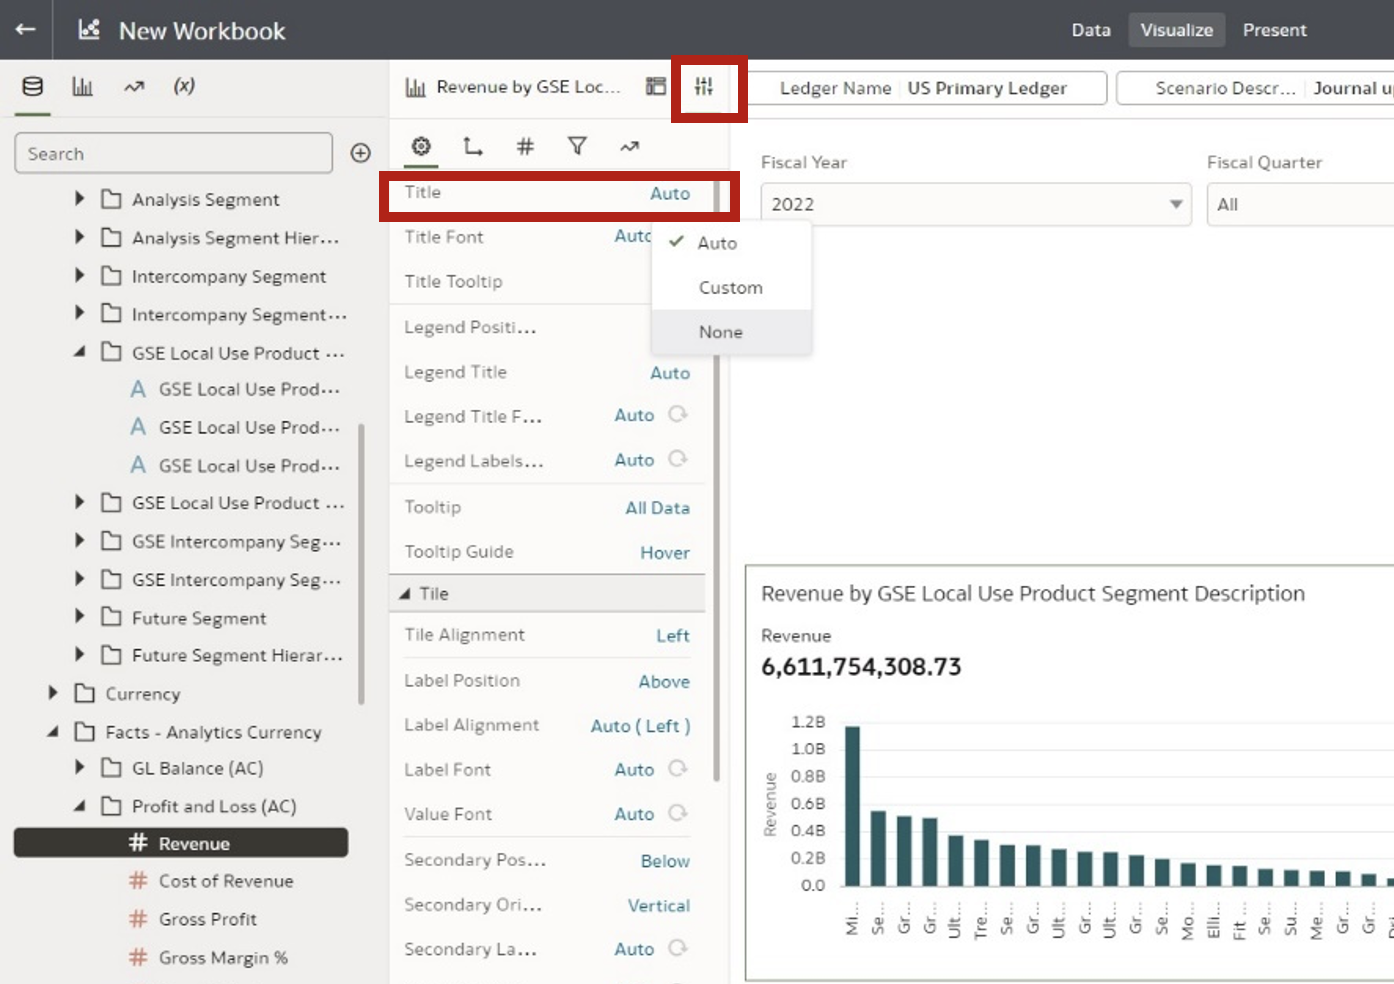 New Workbook
Data
Visualize
Present
(x)
Search
Analysis Segment
Analysis Segment Hier...
Intercompany Segment
Intercompany Segment...
GSE Local Use Product ...
GSE Local Use Prod...
GSE Local Use Prod...
GSE Local Use Prod...
GSE Local Use Product ...
GSE Intercompany Seg...
GSE Intercompany Seg...
Future Segment
Future Segment Hierar...
Currency
Facts - Analytics Currency
GL Balance (AC)
Profit and Loss (AC)
# Revenue
# Cost of Revenue
# Gross Profit
# Gross Margin %
Revenue by GSE Loc...
#
Title Auto
Title Font Auto
Title Tooltip
Auto
Custom
None
Legend Positi...
Legend Title Auto
Legend Title F... Auto
Legend Labels... Auto
Tooltip All Data
Tooltip Guide Hover
Tile
Tile Alignment Left
Label Position Above
Label Alignment Auto ( Left )
Label Font Auto
Value Font Auto
Secondary Pos... Below
Secondary Ori... Vertical
Secondary La... Auto
Ledger Name US Primary Ledger
Scenario Descr... Journal u
Fiscal Year
2022
Fiscal Quarter
All
Revenue by GSE Local Use Product Segment Description
Revenue
6,611,754,308.73
Revenue
1.2B
1.0B
0.8B
0.6B
0.4B
0.2B
0.0
Mi...
Se...
Gr...
Gr...
Ult...
Tre...
Se...
Gr...
Ult...
Gr...
Ult...
Gr...
Se...
Mo...
Elli...
Fit ...
Se...
Su...
Me...
Gr...
Gr...